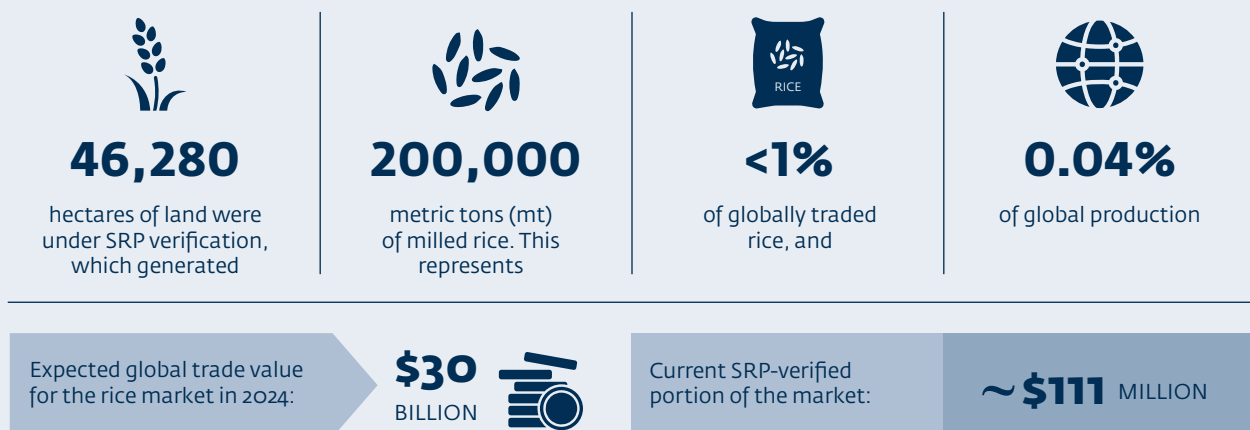 RICE
46,280
hectares of land were
under SRP verification,
which generated
200,000
metric tons (mt)
of milled rice. This
represents
<1%
of globally traded
rice, and
0.04%
of global production
Expected global trade value
for the rice market in 2024:
$30
BILLION
Current SRP-verified
portion of the market:
~$111 MILLION